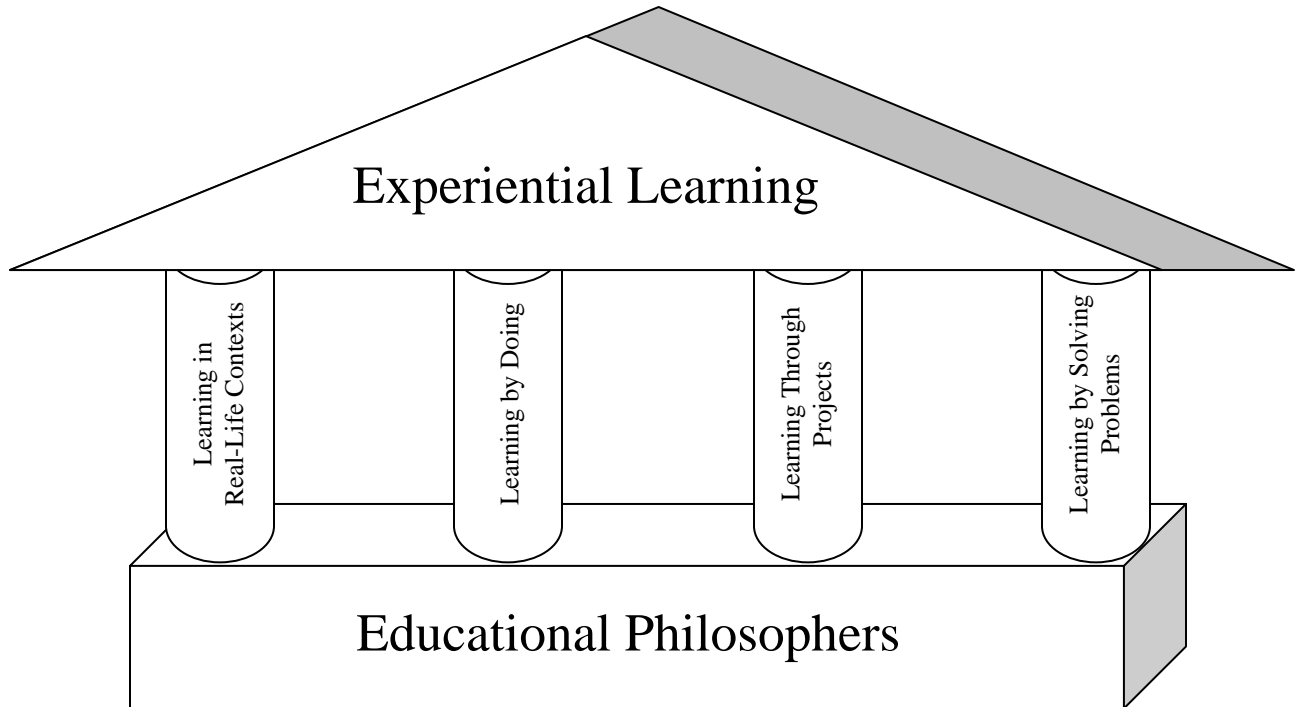 Experiential Learning
Learning in
Real-Life Contexts
Learning by Doing
Learning Through
Projects
Learning by Solving
Problems
Educational Philosophers